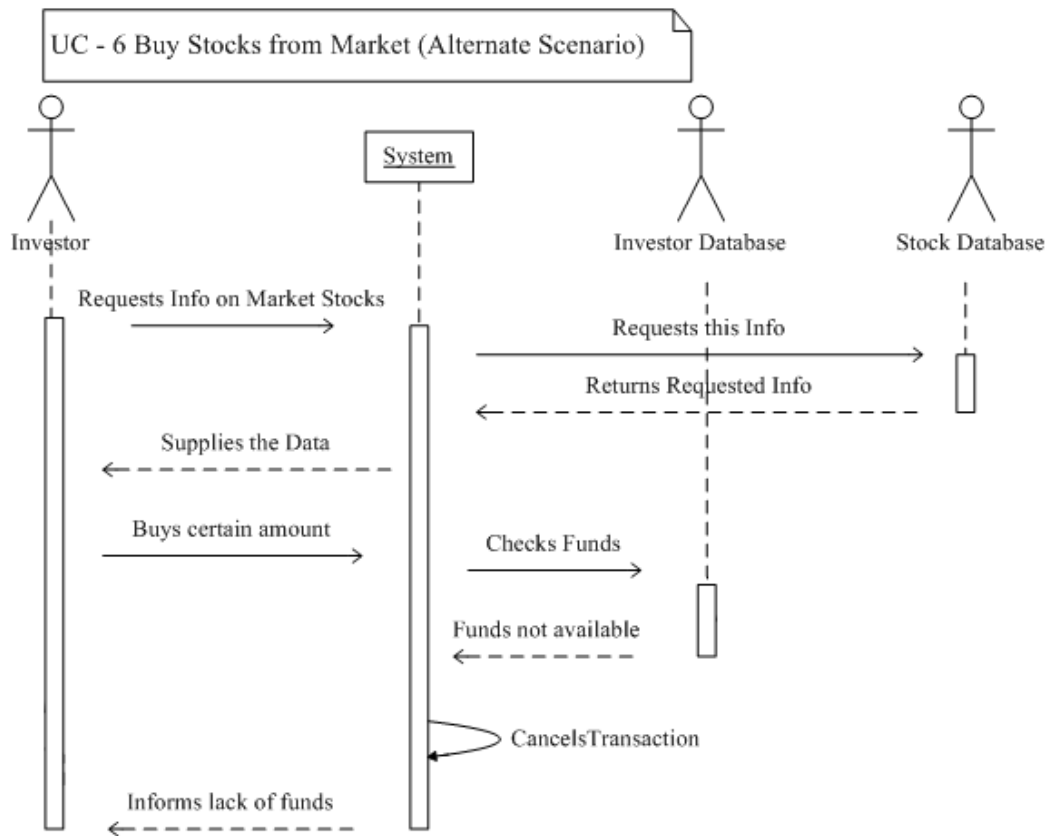 UC - 6 Buy Stocks from Market (Alternate Scenario)
System
Investor
Investor Database
Stock Database
Requests Info on Market Stocks
Requests this Info
Returns Requested Info
Supplies the Data
Buys certain amount
Checks Funds
Funds not available
CancelsTransaction
Informs lack of funds